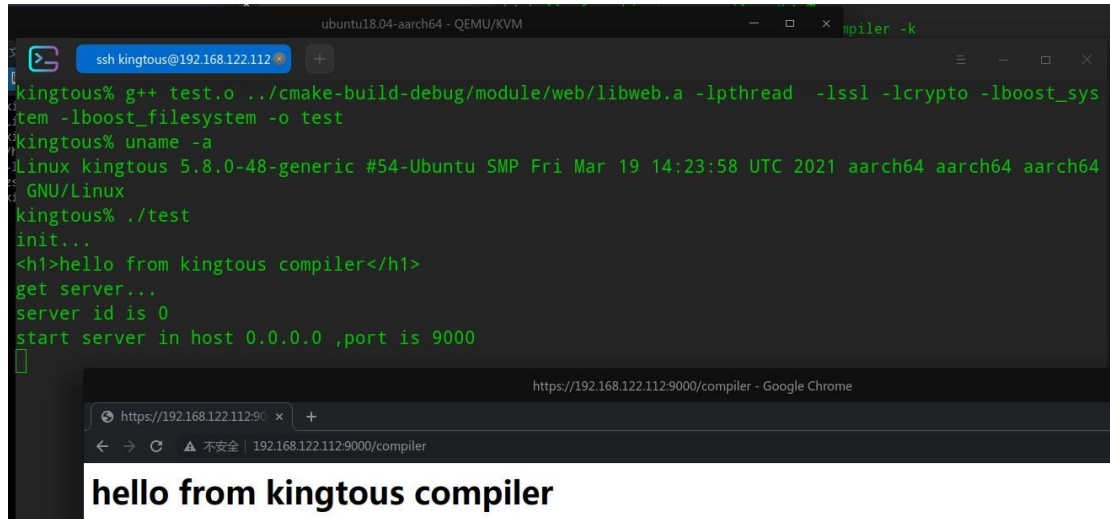 ubuntu18.04-aarch64 - QEMU/KVM
mpiler -k
ssh kingtous@192.168.122.112
kingtous% g++ test.o ../cmake-build-debug/module/web/libweb.a -lpthread  -lssl -lcrypto -lboost_sys
tem -lboost_filesystem -o test
kingtous% uname -a
Linux kingtous 5.8.0-48-generic #54-Ubuntu SMP Fri Mar 19 14:23:58 UTC 2021 aarch64 aarch64 aarch64
 GNU/Linux
kingtous% ./test
init...
<h1>hello from kingtous compiler</h1>
get server...
server id is 0
start server in host 0.0.0.0 ,port is 9000
https://192.168.122.112:9000/compiler - Google Chrome
https://192.168.122.112:90
不安全 | 192.168.122.112:9000/compiler
hello from kingtous compiler